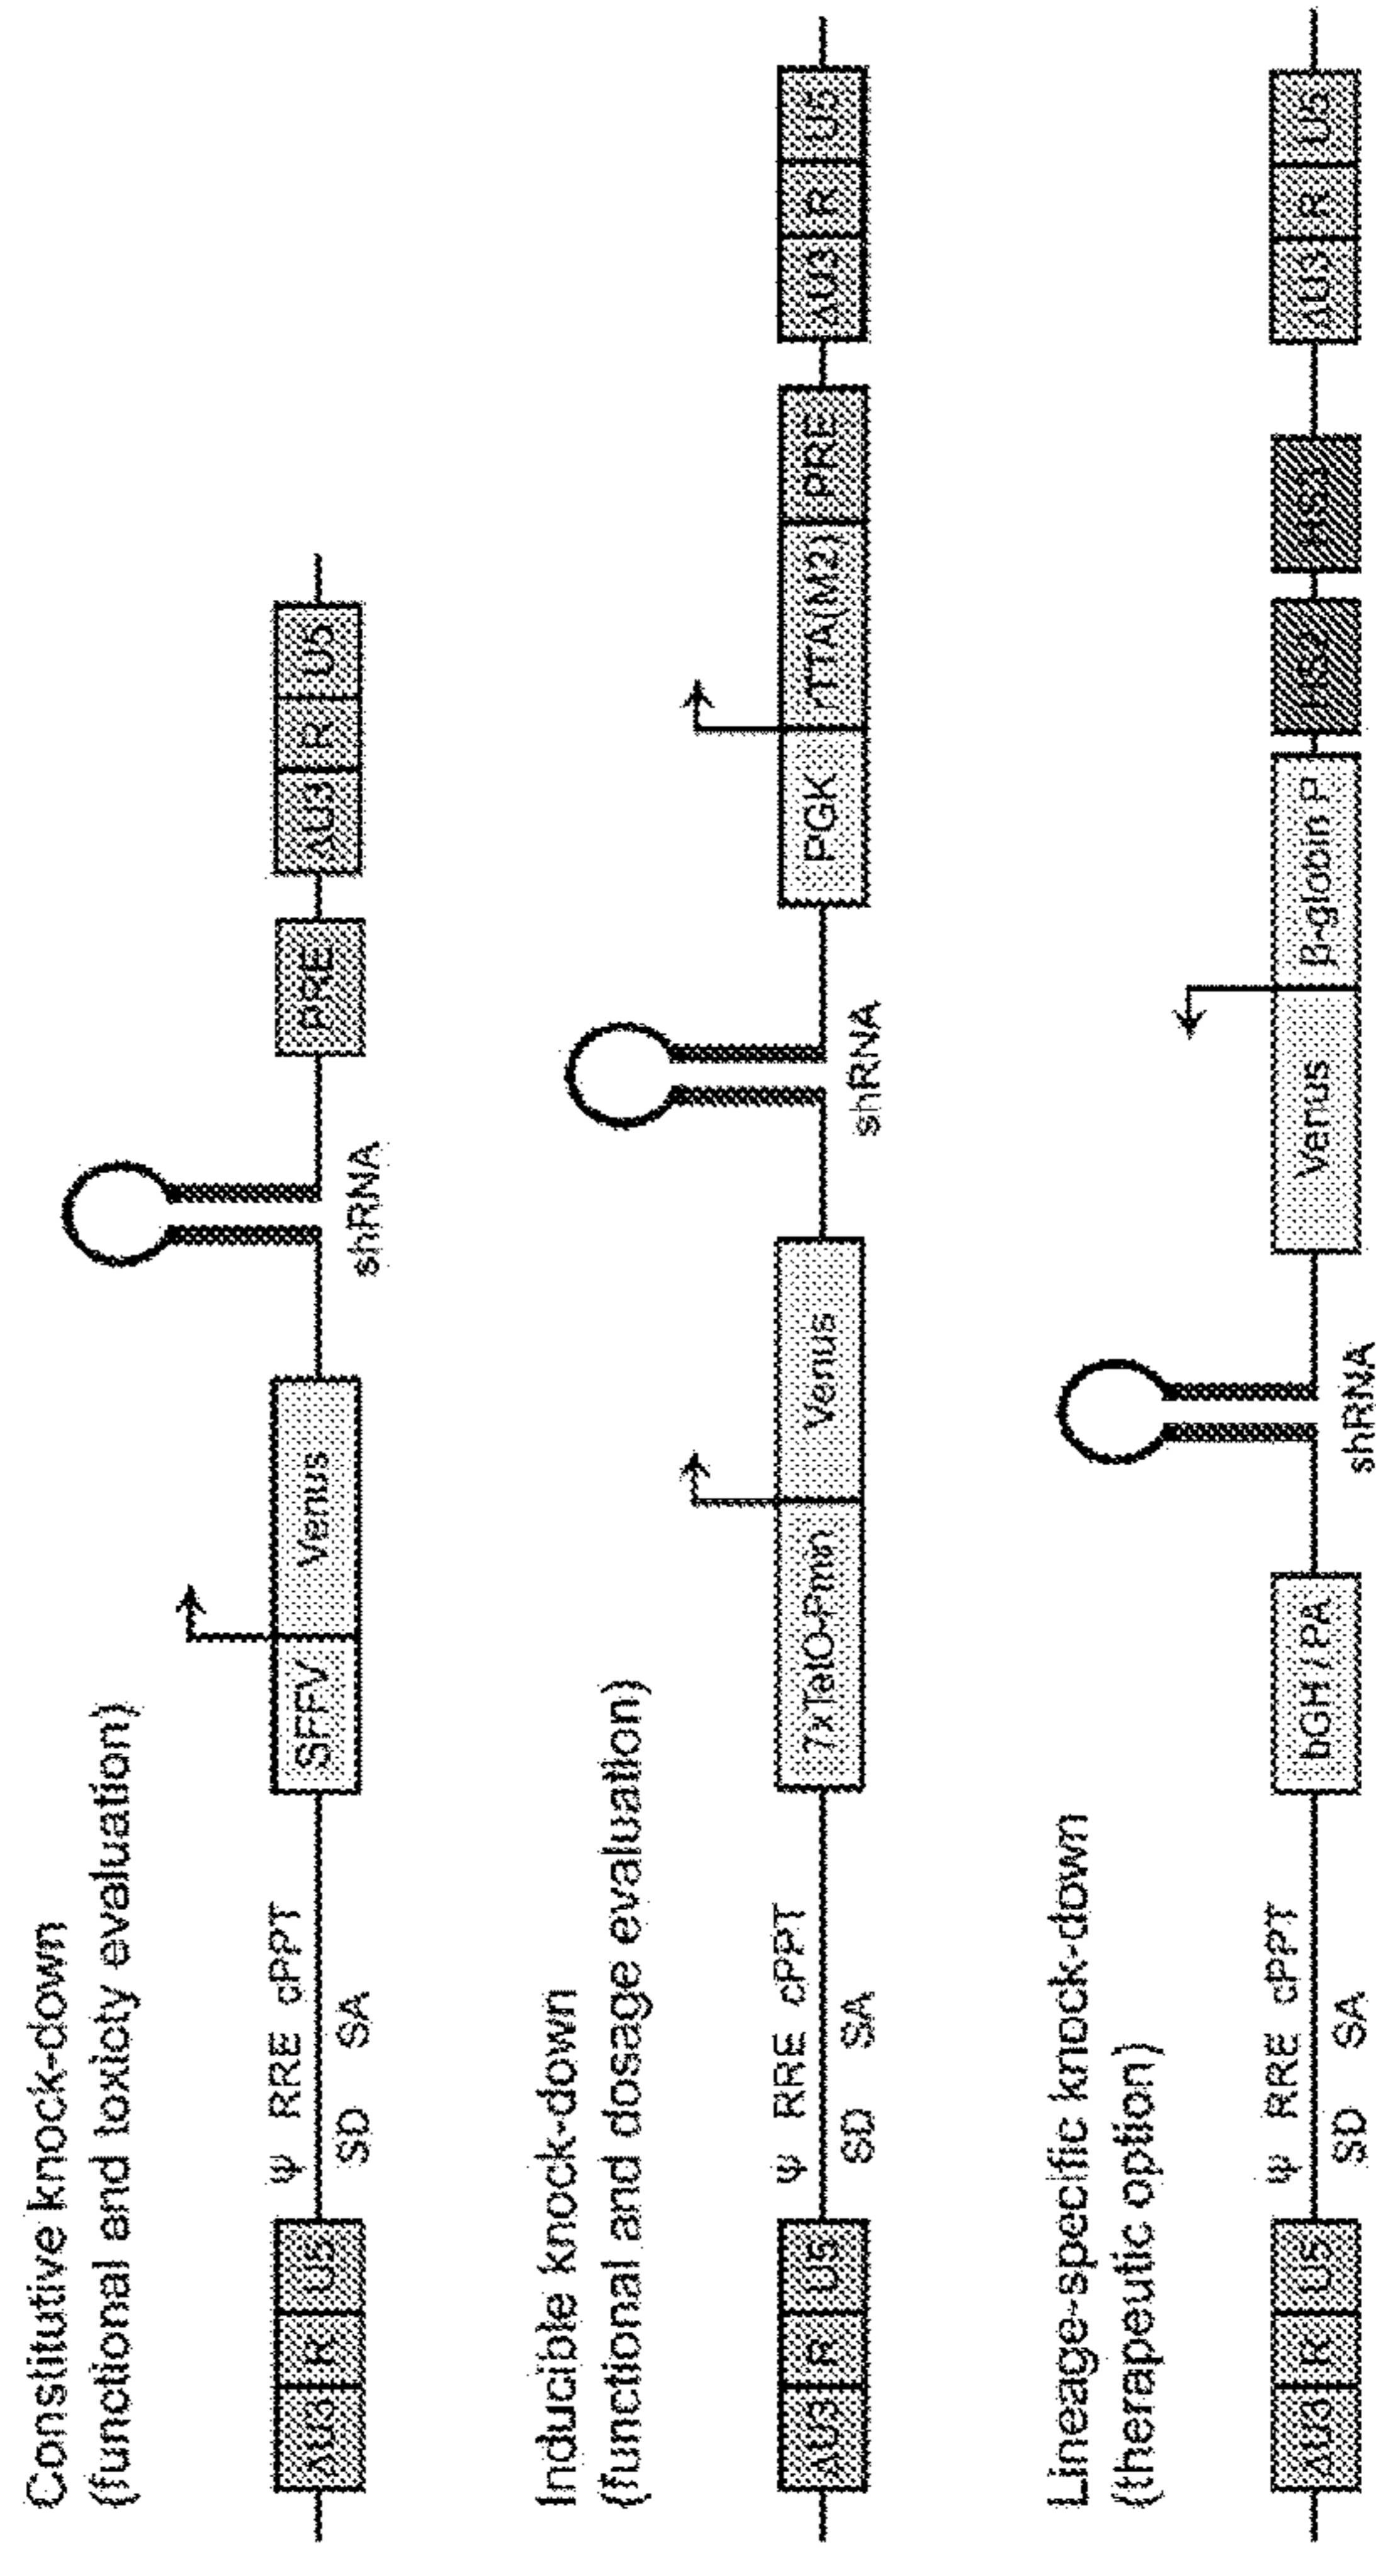 Constitutive knock-down
(functional and toxicty evaluation)
ΔU3 R U5
Ψ RRE cPPT
SD SA
SFFV Venus
shRNA
PRE
ΔU3 R U5
Inducible knock-down
(functional and dosage evaluation)
ΔU3 R U5
Ψ RRE cPPT
SD SA
7xTetO-Pmin Venus
shRNA
PGK rTTA(M2) PRE
ΔU3 R U5
Lineage-specific knock-down
(therapeutic option)
ΔU3 R U5
Ψ RRE cPPT
SD SA
bGH / PA
shRNA
Venus β-globin P
HS2
ΔU3 R U5